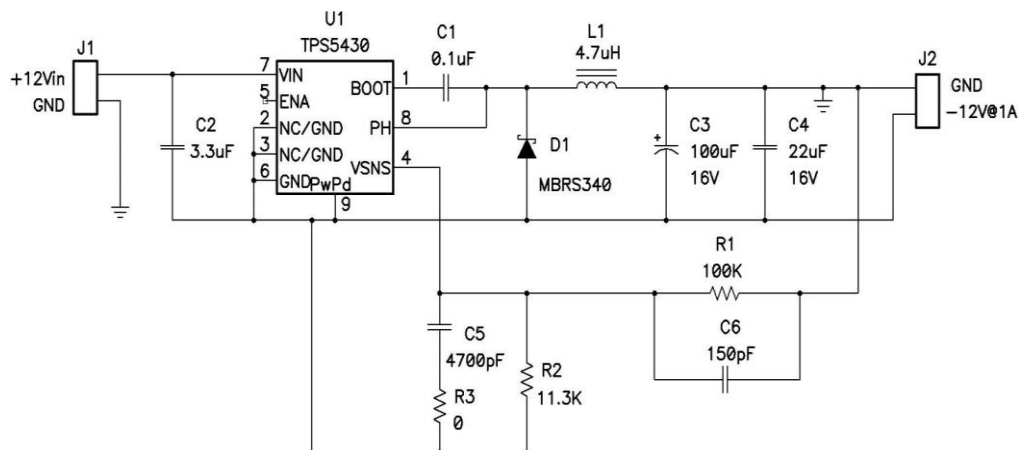 U1
TPS5430
J1
+12Vin
GND
7
VIN
5
ENA
2
NC/GND
3
NC/GND
6
GND
PwPd
9
BOOT
1
PH
8
VSNS
4
C1
0.1uF
L1
4.7uH
J2
GND
-12V@1A
C2
3.3uF
D1
MBRS340
C3
100uF
16V
C4
22uF
16V
R1
100K
C6
150pF
C5
4700pF
R3
0
R2
11.3K